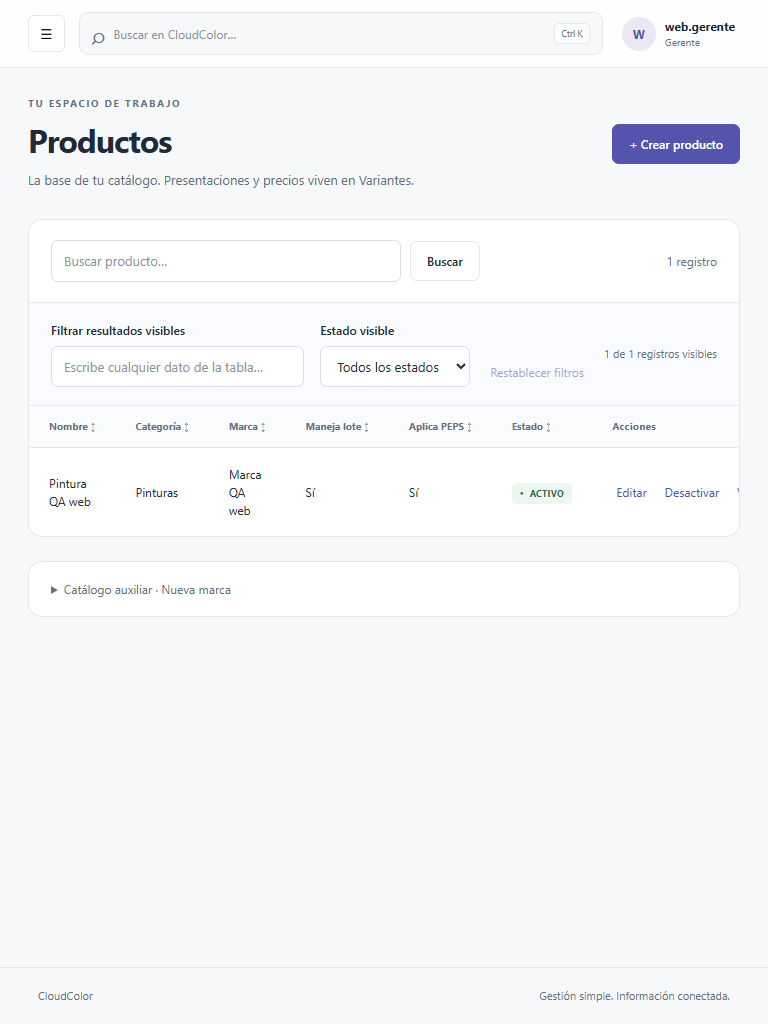 ☰
Buscar en CloudColor...
Ctrl K
W
web.gerente
Gerente
TU ESPACIO DE TRABAJO
Productos
+ Crear producto
La base de tu catálogo. Presentaciones y precios viven en Variantes.
Buscar producto...
Buscar
1 registro
Filtrar resultados visibles
Estado visible
Escribe cualquier dato de la tabla...
Todos los estados
Restablecer filtros
1 de 1 registros visibles
Nombre ↕ Categoría ↕ Marca ↕ Maneja lote ↕ Aplica PEPS ↕ Estado ↕ Acciones
Pintura
QA web
Pinturas
Marca
QA
web
Sí
Sí
• ACTIVO
Editar
Desactivar
▶ Catálogo auxiliar · Nueva marca
CloudColor
Gestión simple. Información conectada.